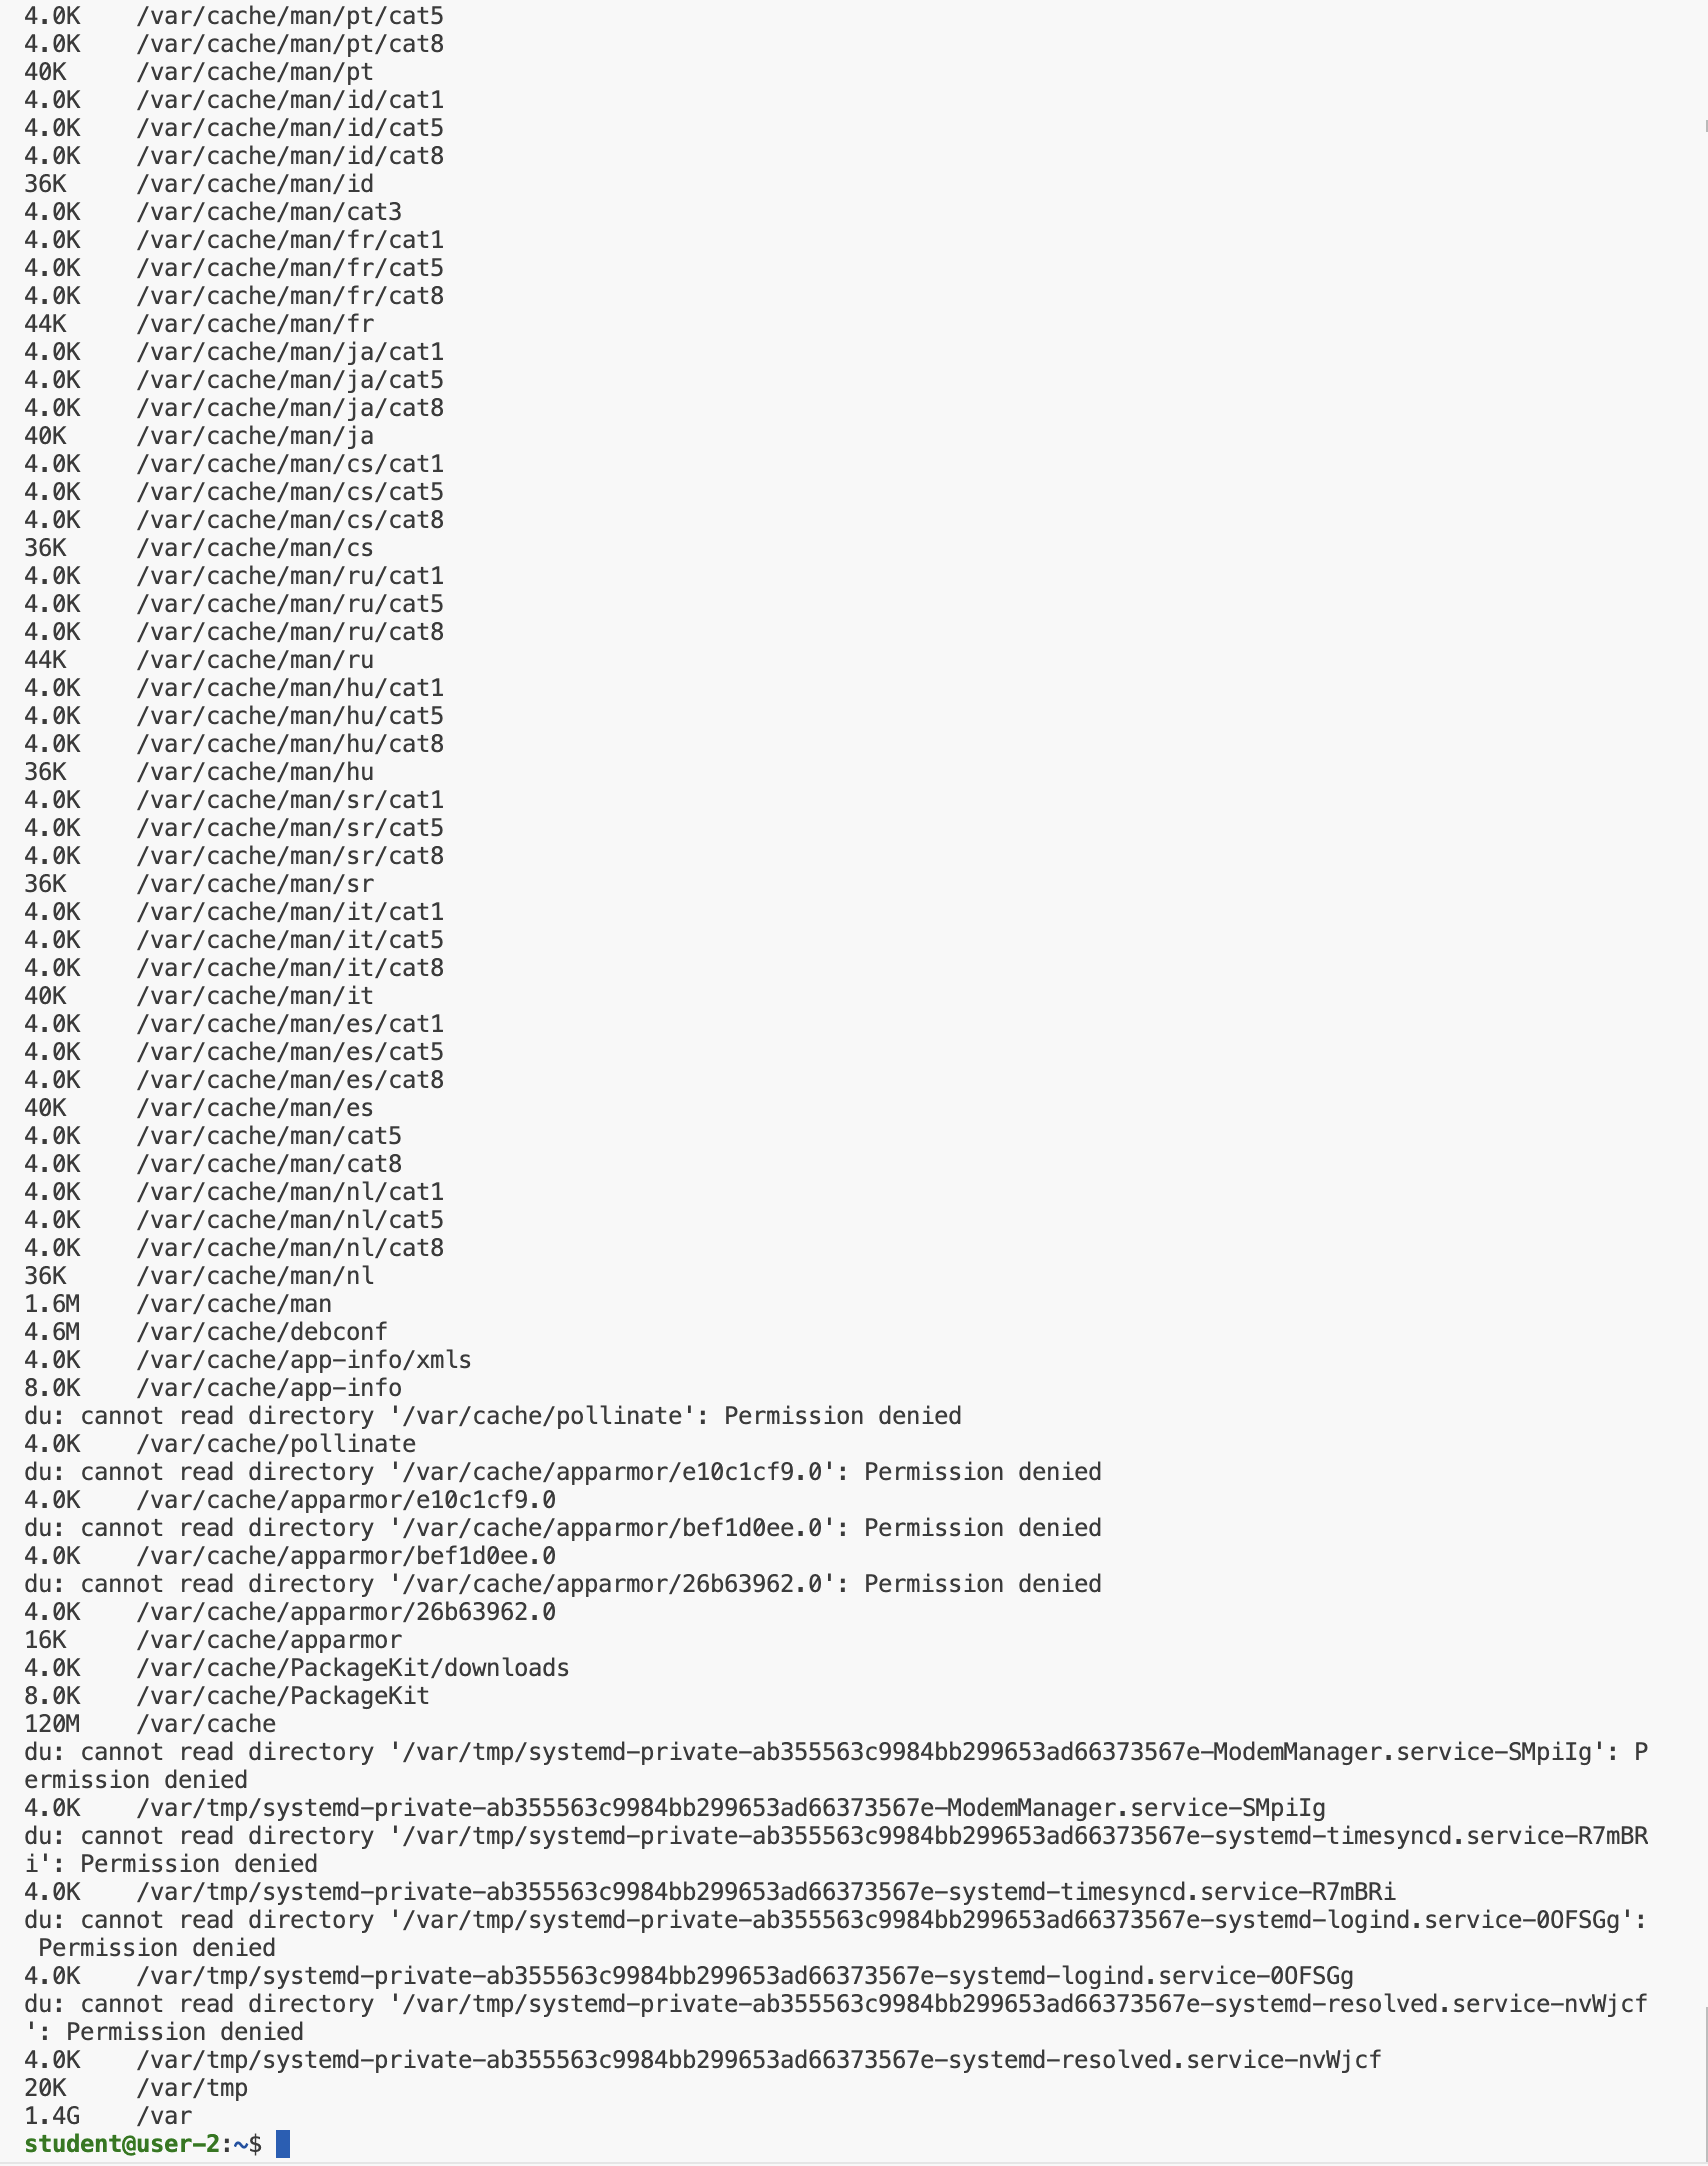 4.0K    /var/cache/man/pt/cat5
4.0K    /var/cache/man/pt/cat8
40K     /var/cache/man/pt
4.0K    /var/cache/man/id/cat1
4.0K    /var/cache/man/id/cat5
4.0K    /var/cache/man/id/cat8
36K     /var/cache/man/id
4.0K    /var/cache/man/cat3
4.0K    /var/cache/man/fr/cat1
4.0K    /var/cache/man/fr/cat5
4.0K    /var/cache/man/fr/cat8
44K     /var/cache/man/fr
4.0K    /var/cache/man/ja/cat1
4.0K    /var/cache/man/ja/cat5
4.0K    /var/cache/man/ja/cat8
40K     /var/cache/man/ja
4.0K    /var/cache/man/cs/cat1
4.0K    /var/cache/man/cs/cat5
4.0K    /var/cache/man/cs/cat8
36K     /var/cache/man/cs
4.0K    /var/cache/man/ru/cat1
4.0K    /var/cache/man/ru/cat5
4.0K    /var/cache/man/ru/cat8
44K     /var/cache/man/ru
4.0K    /var/cache/man/hu/cat1
4.0K    /var/cache/man/hu/cat5
4.0K    /var/cache/man/hu/cat8
36K     /var/cache/man/hu
4.0K    /var/cache/man/sr/cat1
4.0K    /var/cache/man/sr/cat5
4.0K    /var/cache/man/sr/cat8
36K     /var/cache/man/sr
4.0K    /var/cache/man/it/cat1
4.0K    /var/cache/man/it/cat5
4.0K    /var/cache/man/it/cat8
40K     /var/cache/man/it
4.0K    /var/cache/man/es/cat1
4.0K    /var/cache/man/es/cat5
4.0K    /var/cache/man/es/cat8
40K     /var/cache/man/es
4.0K    /var/cache/man/cat5
4.0K    /var/cache/man/cat8
4.0K    /var/cache/man/nl/cat1
4.0K    /var/cache/man/nl/cat5
4.0K    /var/cache/man/nl/cat8
36K     /var/cache/man/nl
1.6M    /var/cache/man
4.6M    /var/cache/debconf
4.0K    /var/cache/app-info/xmls
8.0K    /var/cache/app-info
du: cannot read directory '/var/cache/pollinate': Permission denied
4.0K    /var/cache/pollinate
du: cannot read directory '/var/cache/apparmor/e10c1cf9.0': Permission denied
4.0K    /var/cache/apparmor/e10c1cf9.0
du: cannot read directory '/var/cache/apparmor/bef1d0ee.0': Permission denied
4.0K    /var/cache/apparmor/bef1d0ee.0
du: cannot read directory '/var/cache/apparmor/26b63962.0': Permission denied
4.0K    /var/cache/apparmor/26b63962.0
16K     /var/cache/apparmor
4.0K    /var/cache/PackageKit/downloads
8.0K    /var/cache/PackageKit
120M    /var/cache
du: cannot read directory '/var/tmp/systemd-private-ab355563c9984bb299653ad66373567e-ModemManager.service-SMpiIg': P
ermission denied
4.0K    /var/tmp/systemd-private-ab355563c9984bb299653ad66373567e-ModemManager.service-SMpiIg
du: cannot read directory '/var/tmp/systemd-private-ab355563c9984bb299653ad66373567e-systemd-timesyncd.service-R7mBR
i': Permission denied
4.0K    /var/tmp/systemd-private-ab355563c9984bb299653ad66373567e-systemd-timesyncd.service-R7mBRi
du: cannot read directory '/var/tmp/systemd-private-ab355563c9984bb299653ad66373567e-systemd-logind.service-0OFSGg':
 Permission denied
4.0K    /var/tmp/systemd-private-ab355563c9984bb299653ad66373567e-systemd-logind.service-0OFSGg
du: cannot read directory '/var/tmp/systemd-private-ab355563c9984bb299653ad66373567e-systemd-resolved.service-nvWjcf
': Permission denied
4.0K    /var/tmp/systemd-private-ab355563c9984bb299653ad66373567e-systemd-resolved.service-nvWjcf
20K     /var/tmp
1.4G    /var
student@user-2:~$